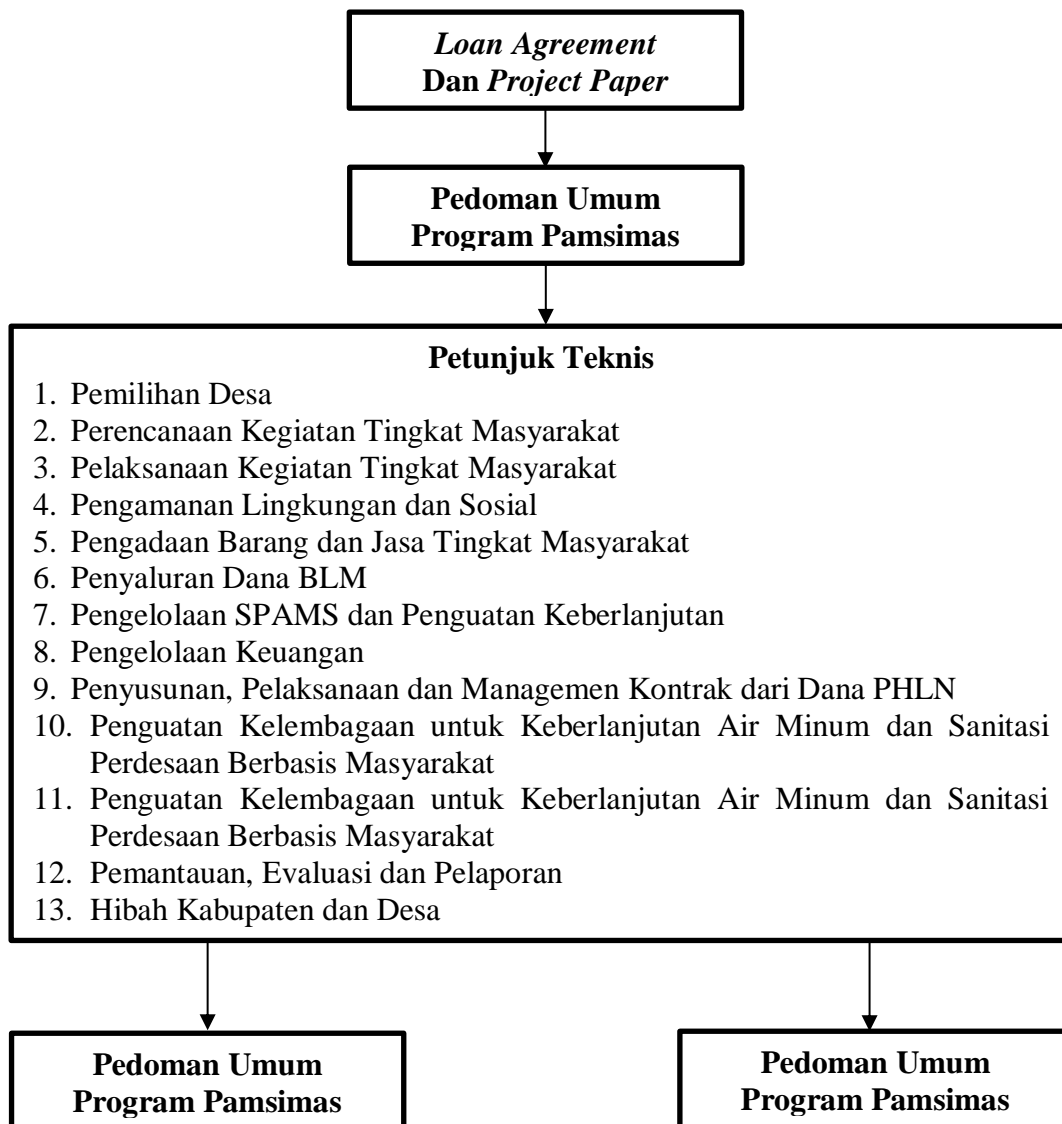 Loan Agreement
Dan Project Paper
Pedoman Umum
Program Pamsimas
Petunjuk Teknis
1. Pemilihan Desa
2. Perencanaan Kegiatan Tingkat Masyarakat
3. Pelaksanaan Kegiatan Tingkat Masyarakat
4. Pengamanan Lingkungan dan Sosial
5. Pengadaan Barang dan Jasa Tingkat Masyarakat
6. Penyaluran Dana BLM
7. Pengelolaan SPAMS dan Penguatan Keberlanjutan
8. Pengelolaan Keuangan
9. Penyusunan, Pelaksanaan dan Managemen Kontrak dari Dana PHLN
10. Penguatan Kelembagaan untuk Keberlanjutan Air Minum dan Sanitasi
Perdesaan Berbasis Masyarakat
11. Penguatan Kelembagaan untuk Keberlanjutan Air Minum dan Sanitasi
Perdesaan Berbasis Masyarakat
12. Pemantauan, Evaluasi dan Pelaporan
13. Hibah Kabupaten dan Desa
Pedoman Umum
Program Pamsimas
Pedoman Umum
Program Pamsimas